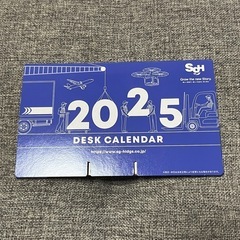 SGH
Grow the new Story.
2025
DESK CALENDAR
https://www.sg-hldgs.co.jp/